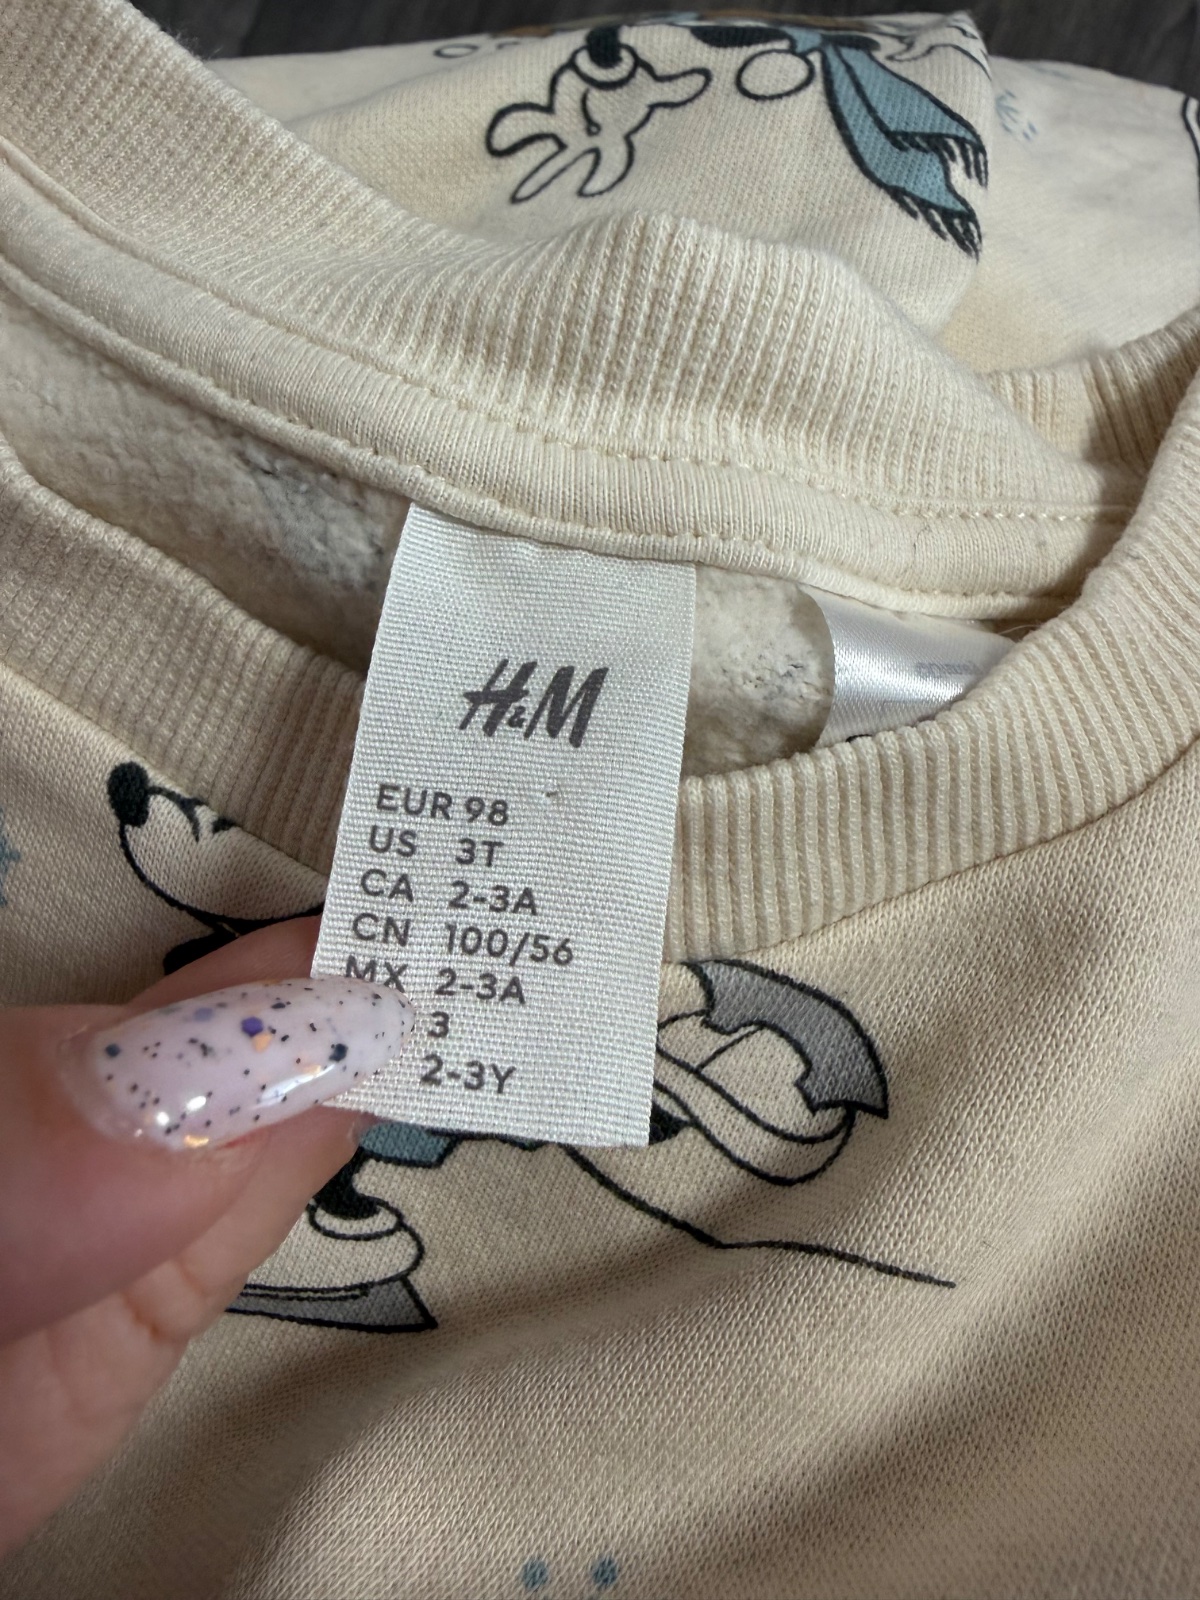 H&M
EUR 98
US 3T
CA 2-3A
CN 100/56
MX 2-3A
3
2-3Y